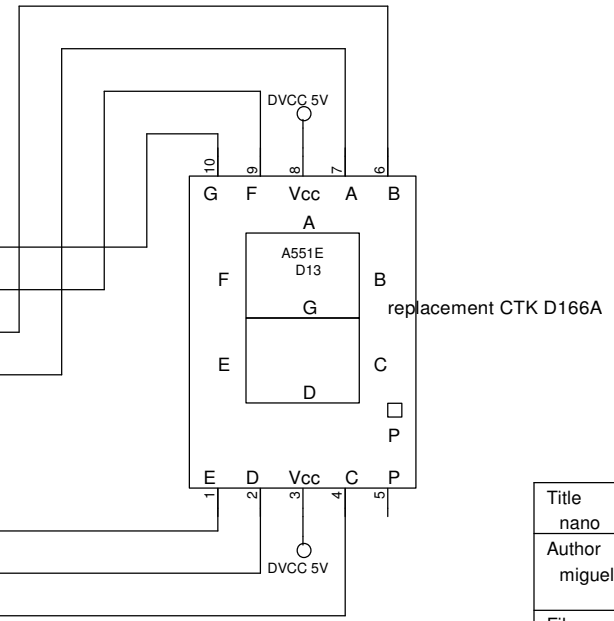 DVCC 5V
10 9 8 7 6
G F Vcc A B
A
A551E
D13
F B
G
replacement CTK D166A
E C
D
P
E D Vcc C P
1 2 3 4 5
DVCC 5V
Title
nano
Author
miguel